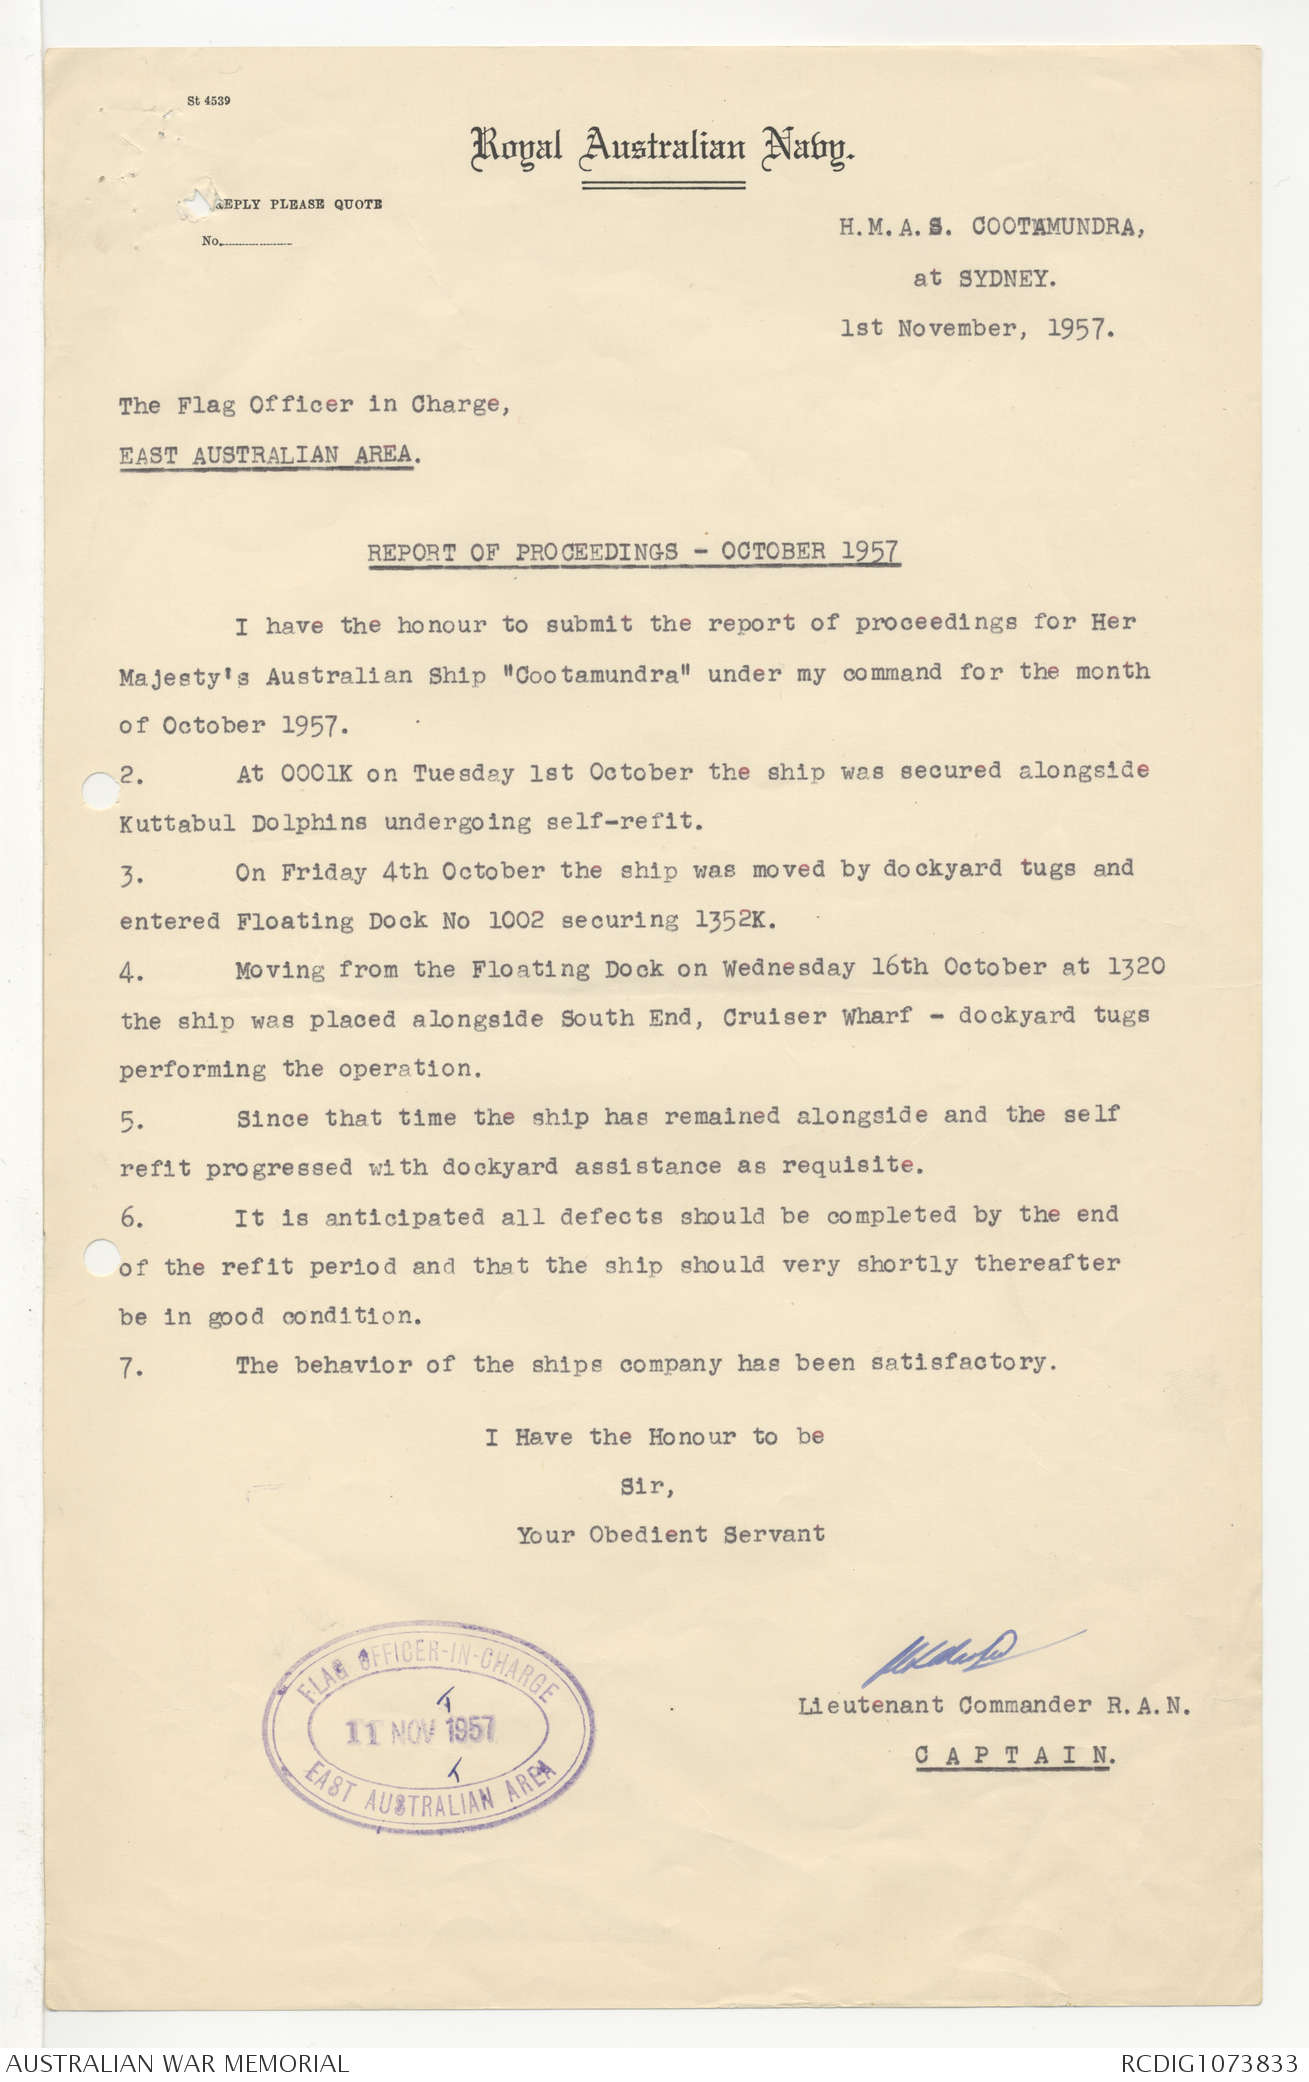 St 4539
Royal Australian Navy.
REPLY PLEASE QUOTE
No.
H.M.A.S. COOTAMUNDRA,
at SYDNEY.
1st November, 1957.
The Flag Officer in Charge,
EAST AUSTRALIAN AREA.
REPORT OF PROCEEDINGS - OCTOBER 1957
I have the honour to submit the report of proceedings for Her
Majesty's Australian Ship "Cootamundra" under my command for the month
of October 1957.
2. At 0001K on Tuesday 1st October the ship was secured alongside
Kuttabul Dolphins undergoing self-refit.
3. On Friday 4th October the ship was moved by dockyard tugs and
entered Floating Dock No 1002 securing 1352K.
4. Moving from the Floating Dock on Wednesday 16th October at 1320
the ship was placed alongside South End, Cruiser Wharf - dockyard tugs
performing the operation.
5. Since that time the ship has remained alongside and the self
refit progressed with dockyard assistance as requisite.
6. It is anticipated all defects should be completed by the end
of the refit period and that the ship should very shortly thereafter
be in good condition.
7. The behavior of the ships company has been satisfactory.
I Have the Honour to be
Sir,
Your Obedient Servant
FLAG OFFICER-IN-CHARGE
11 NOV 1957
EAST AUSTRALIAN AREA
Lieutenant Commander R.A.N.
C A P T A I N.
AUSTRALIAN WAR MEMORIAL
RCDIG1073833